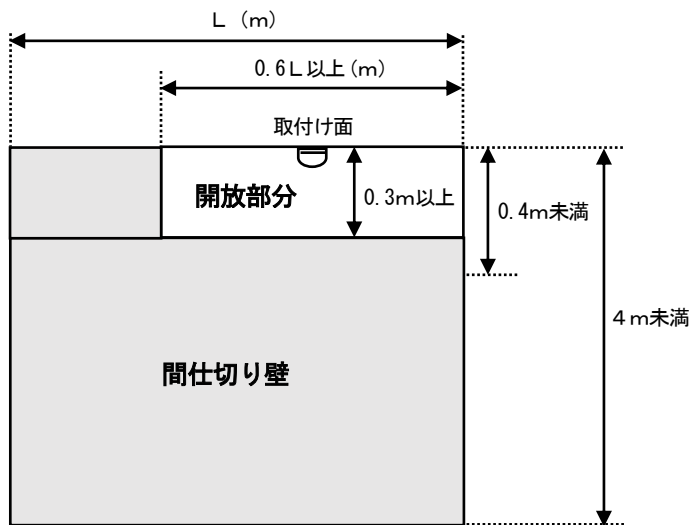 L (m)
0.6L以上(m)
取付け面
開放部分
0.3m以上
0.4m未満
4m未満
間仕切り壁